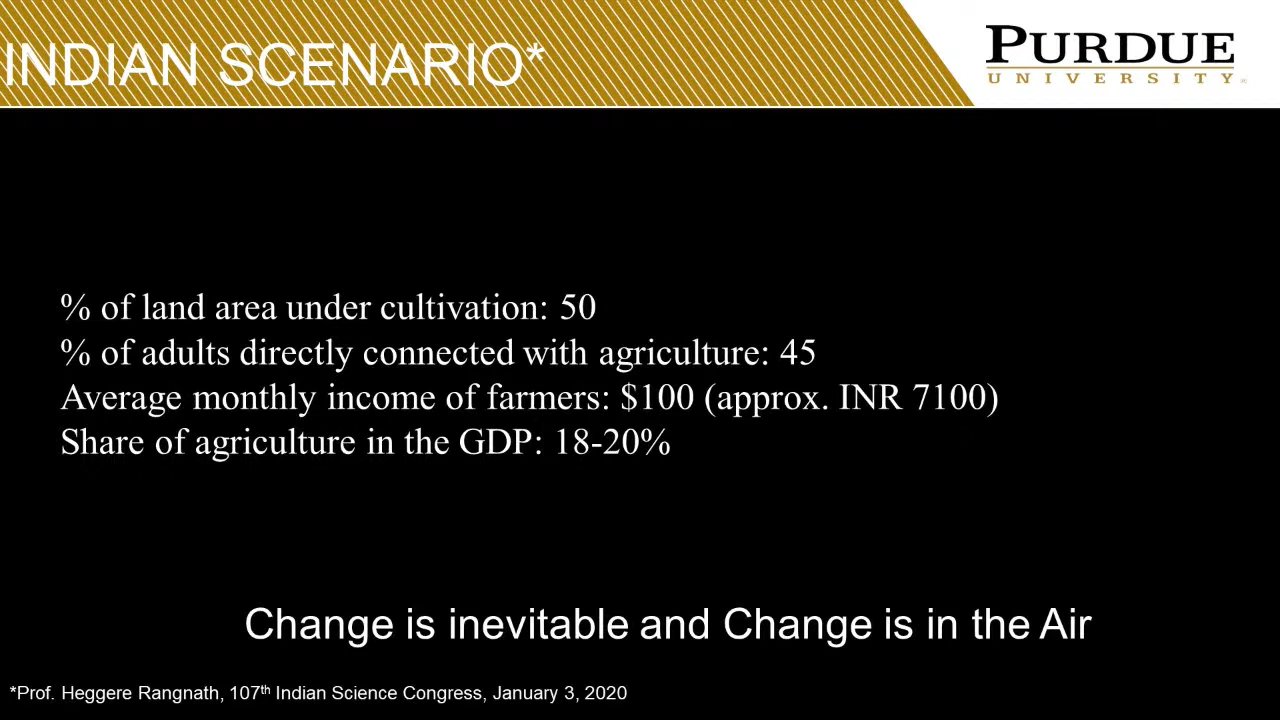 INDIAN SCENARIO*
PURDUE
UNIVERSITY®
% of land area under cultivation: 50
% of adults directly connected with agriculture: 45
Average monthly income of farmers: $100 (approx. INR 7100)
Share of agriculture in the GDP: 18-20%
Change is inevitable and Change is in the Air
*Prof. Heggere Rangnath, 107th Indian Science Congress, January 3, 2020